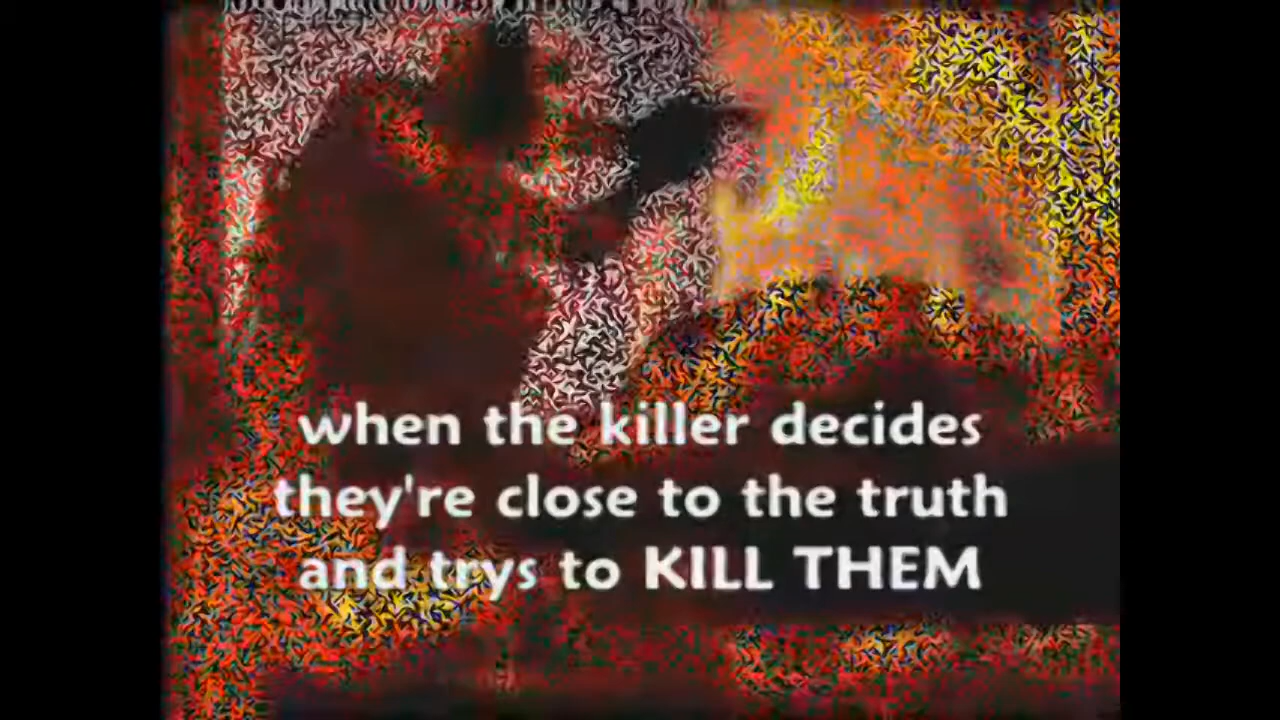 when the killer decides
they're close to the truth
and trys to KILL THEM